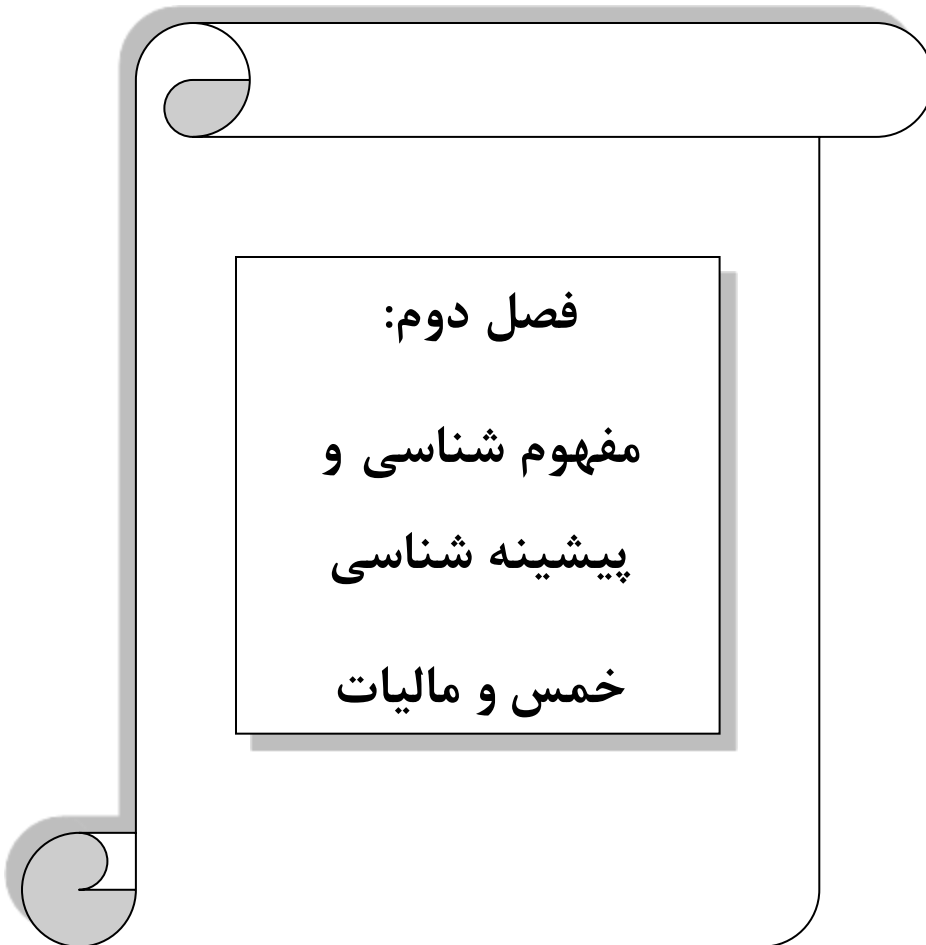 فصل دوم:
مفهوم شناسی و
پیشینه شناسی
خمس و مالیات